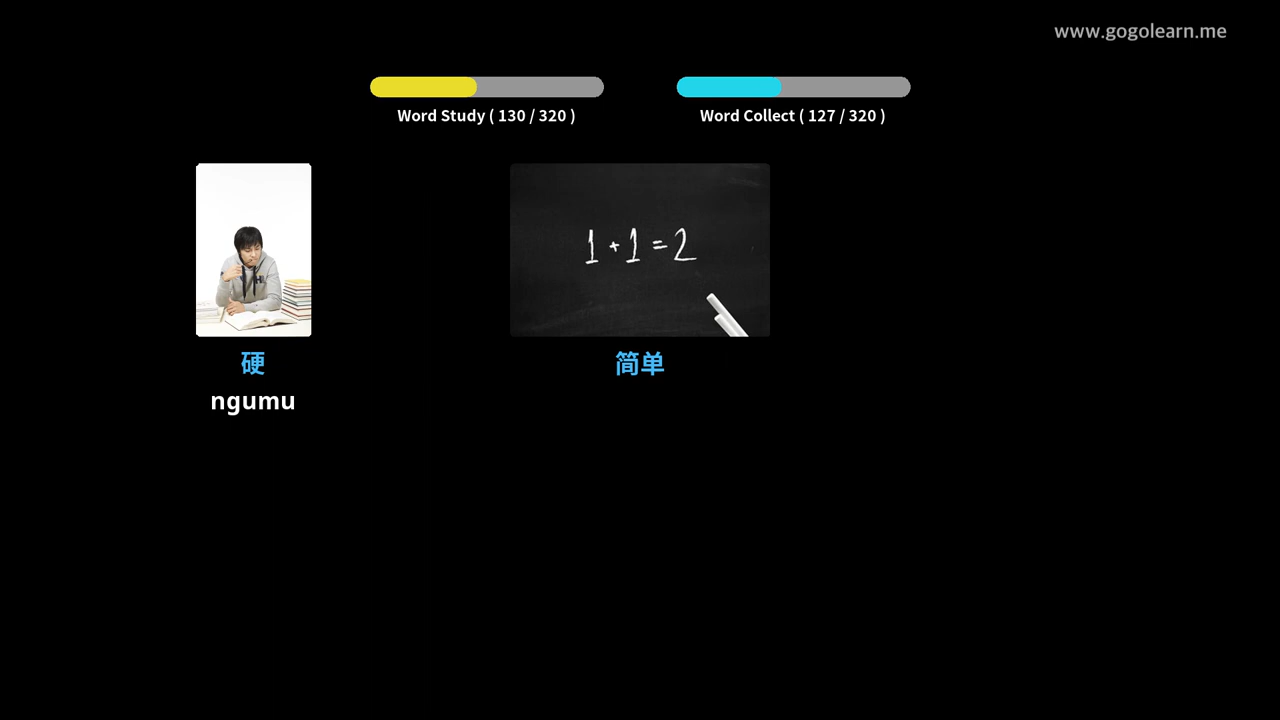 www.gogolearn.me
Word Study ( 130 / 320 )
Word Collect ( 127 / 320 )
1 + 1 = 2
硬
简单
ngumu